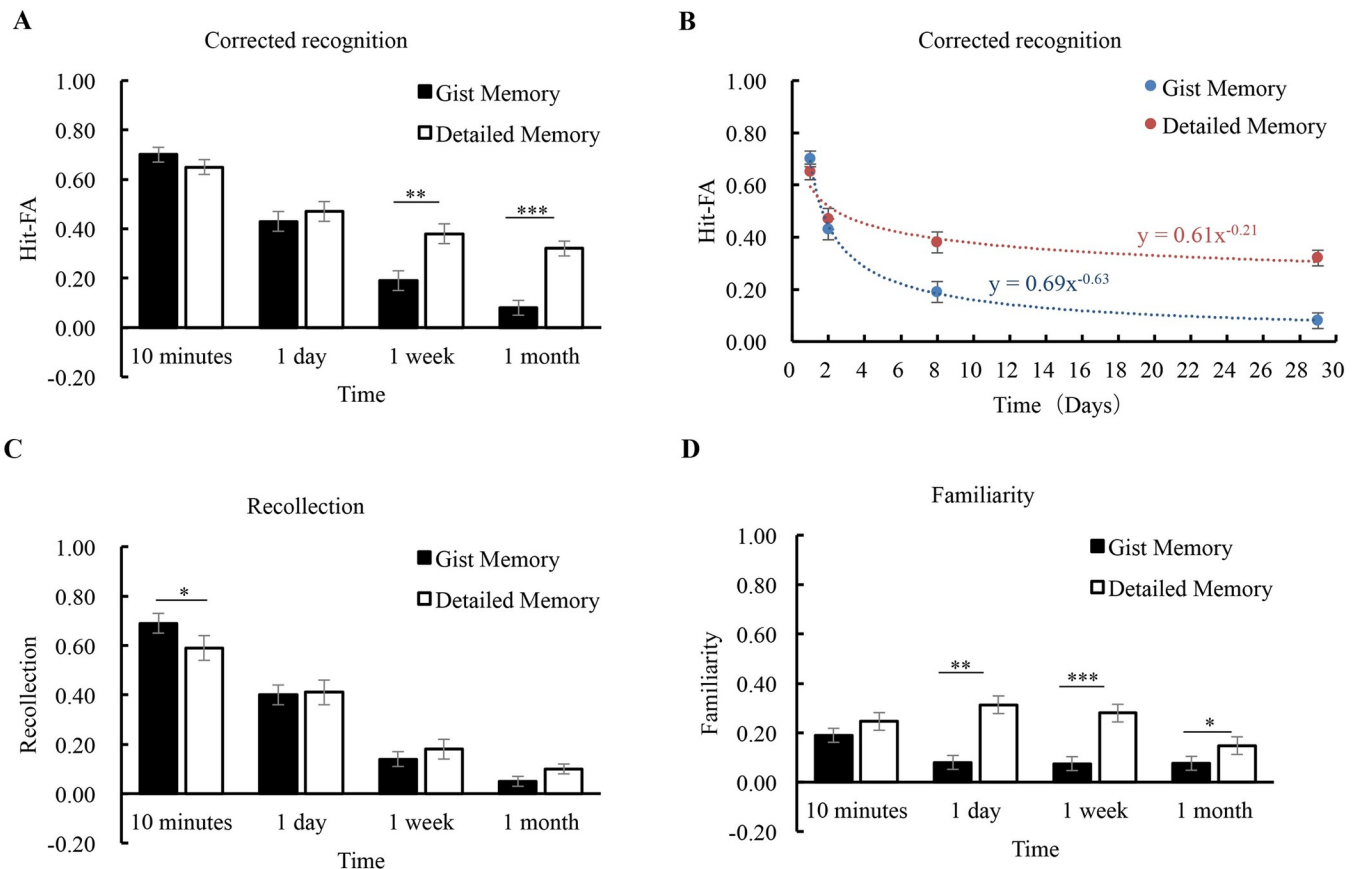 A
Corrected recognition
Gist Memory
Detailed Memory
Hit-FA
1.00
0.80
0.60
0.40
0.20
0.00
-0.20
**
***
10 minutes 1 day 1 week 1 month
Time
B
Corrected recognition
Gist Memory
Detailed Memory
Hit-FA
1.00
0.80
0.60
0.40
0.20
0.00
y = 0.61x^-0.21
y = 0.69x^-0.63
0 2 4 6 8 10 12 14 16 18 20 22 24 26 28 30
Time（Days）
C
Recollection
Gist Memory
Detailed Memory
Recollection
1.00
0.80
0.60
0.40
0.20
0.00
-0.20
*
10 minutes 1 day 1 week 1 month
Time
D
Familiarity
Gist Memory
Detailed Memory
Familiarity
1.00
0.80
0.60
0.40
0.20
0.00
-0.20
**
***
*
10 minutes 1 day 1 week 1 month
Time